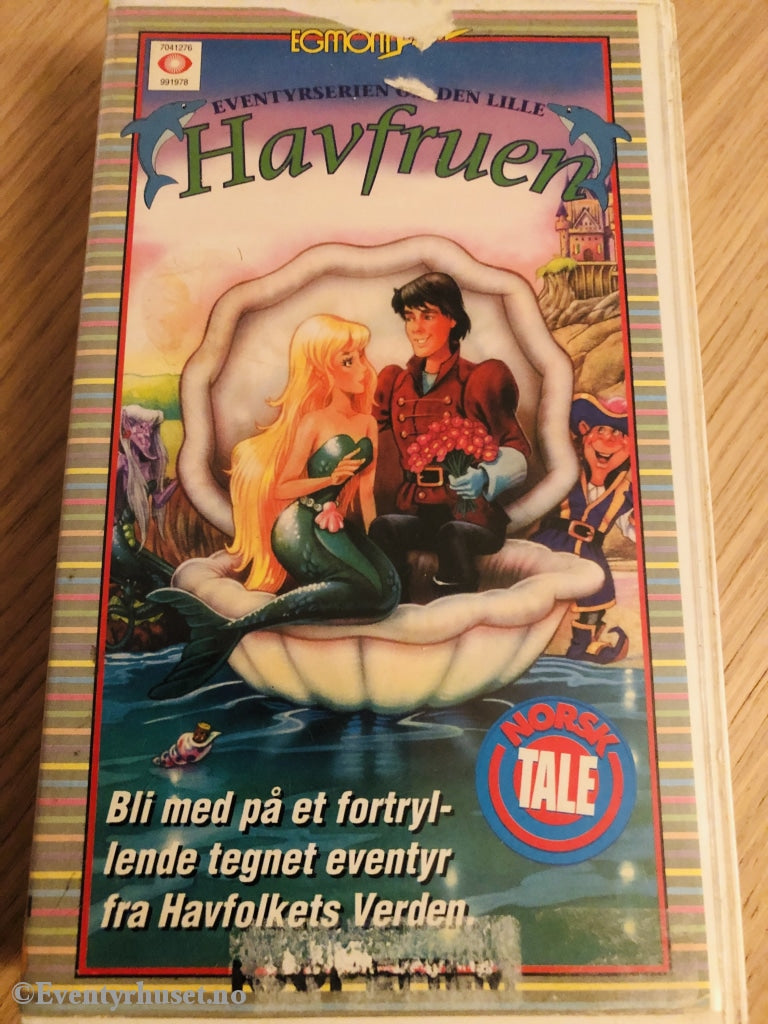 EGMONT
7041276
991978
EVENTYRSERIEN OM DEN LILLE
Havfruen
NORSK
TALE
Bli med på et fortryl-
lende tegnet eventyr
fra Havfolkets Verden.
©Eventyrhuset.no